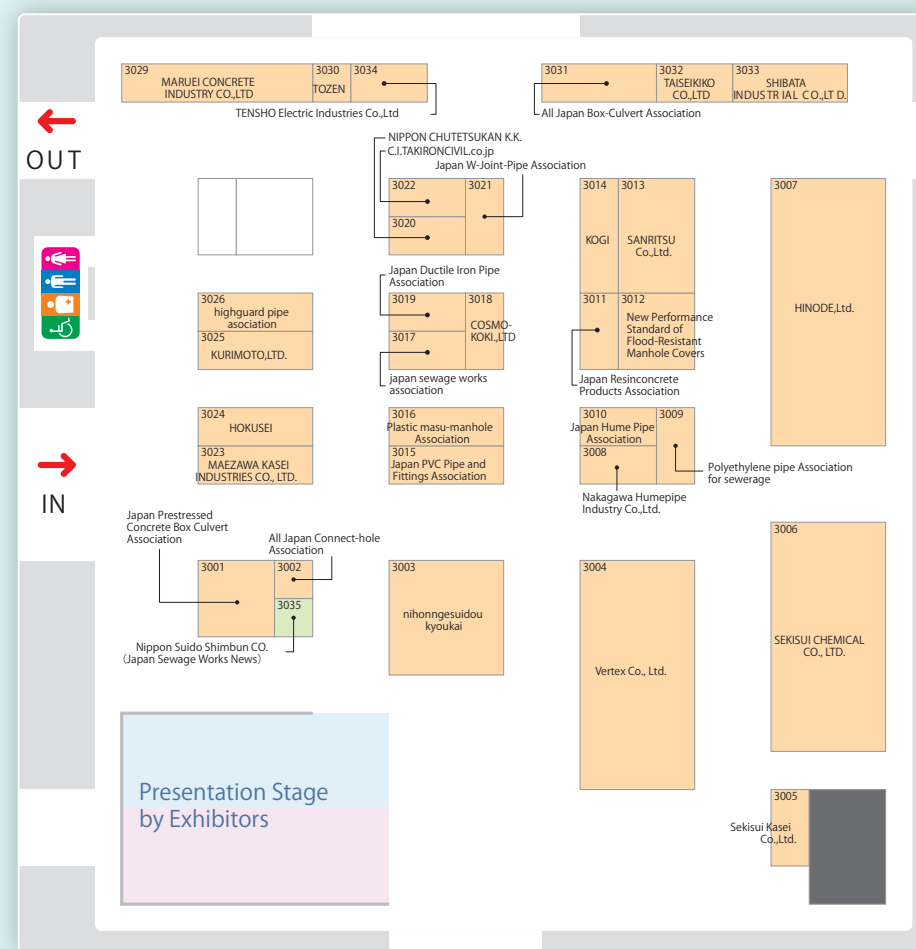 3029
MARUEI CONCRETE
INDUSTRY CO.,LTD
3030
TOZEN
3034
TENSHO Electric Industries Co.,Ltd
3031
All Japan Box-Culvert Association
3032
TAISEIKIKO
CO.,LTD
3033
SHIBATA
INDUSTR IAL CO.,LT D.
OUT
NIPPON CHUTETSUKAN K.K.
C.I.TAKIRONCIVIL.co.jp
Japan W-Joint-Pipe Association
3022
3021
3020
3014
KOGI
3013
SANRITSU
Co.,Ltd.
3007
HINODE,Ltd.
Japan Ductile Iron Pipe
Association
3026
highguard pipe
asociation
3025
KURIMOTO,LTD.
3019
3018
COSMO-
KOKI.,LTD
3017
japan sewage works
association
3011
3012
New Performance
Standard of
Flood-Resistant
Manhole Covers
Japan Resinconcrete
Products Association
3024
HOKUSEI
3023
MAEZAWA KASEI
INDUSTRIES CO., LTD.
3016
Plastic masu-manhole
Association
3015
Japan PVC Pipe and
Fittings Association
3010
Japan Hume Pipe
Association
3009
3008
Polyethylene pipe Association
for sewerage
Nakagawa Humepipe
Industry Co.,Ltd.
IN
Japan Prestressed
Concrete Box Culvert
Association
All Japan Connect-hole
Association
3001
3002
3035
Nippon Suido Shimbun CO.
(Japan Sewage Works News)
3003
nihonngesuidou
kyoukai
3004
Vertex Co., Ltd.
3006
SEKISUI CHEMICAL
CO., LTD.
Presentation Stage
by Exhibitors
3005
Sekisui Kasei
Co.,Ltd.